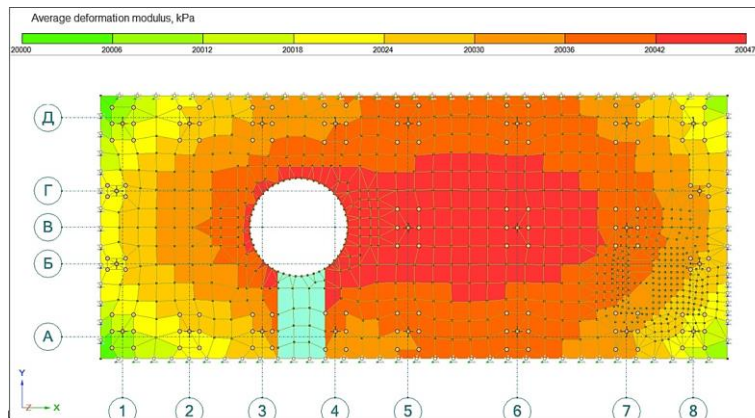 Average deformation modulus, kPa
20000 20006 20012 20018 20024 20030 20036 20042 20047
Д
Г
В
Б
А
Y
Z X
1 2 3 4 5 6 7 8